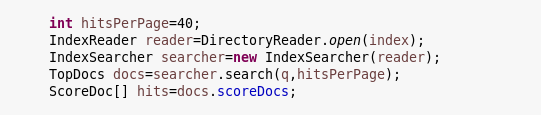 int hitsPerPage=40;
IndexReader reader=DirectoryReader.open(index);
IndexSearcher searcher=new IndexSearcher(reader);
TopDocs docs=searcher.search(q,hitsPerPage);
ScoreDoc[] hits=docs.scoreDocs;